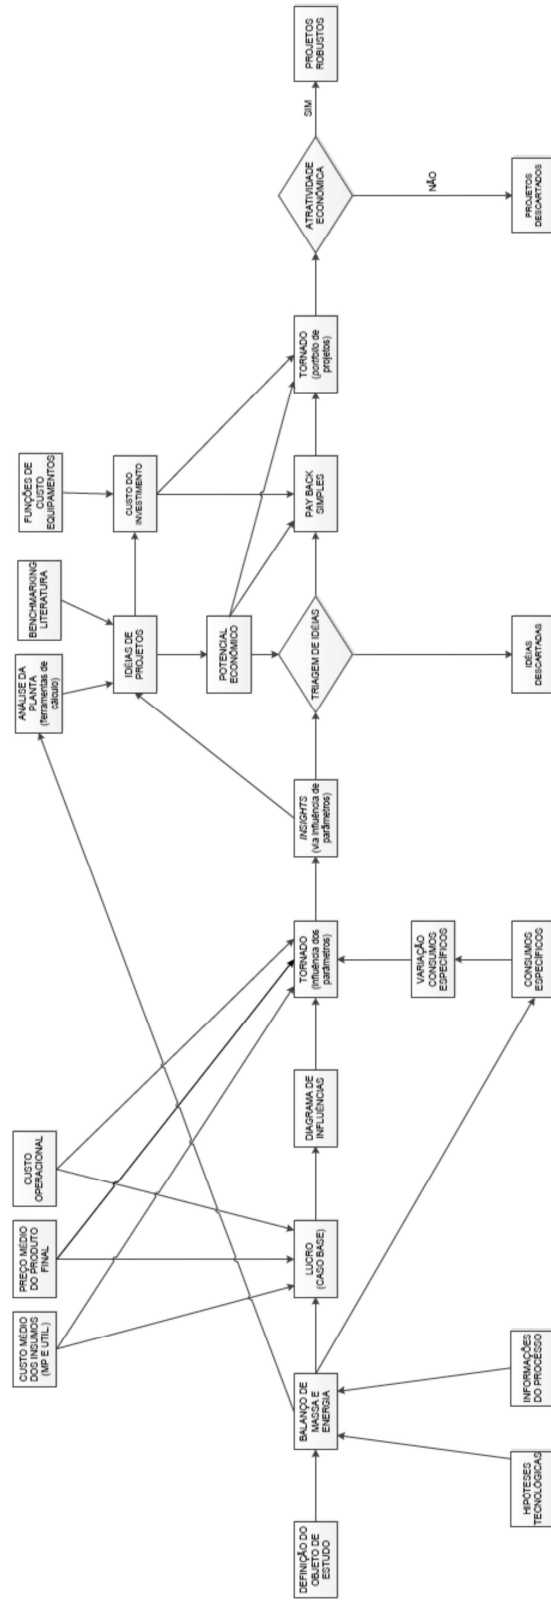 DEFINIÇÃO DO
OBJETO DE
ESTUDO
HIPÓTESES
TECNOLÓGICAS
INFORMAÇÕES
DO PROCESSO
BALANÇO DE
MASSA E
ENERGIA
CUSTO MÉDIO
DOS INSUMOS
(MP E UTIL.)
PREÇO MÉDIO
DO PRODUTO
FINAL
CUSTO
OPERACIONAL
LUCRO
(CASO BASE)
DIAGRAMA DE
INFLUÊNCIAS
TORNADO
(influência dos
parâmetros)
VARIAÇÃO
CONSUMOS
ESPECÍFICOS
CONSUMOS
ESPECÍFICOS
INSIGHTS
(via influência de
parâmetros)
ANÁLISE DA
PLANTA
(ferramentas de
cálculo)
BENCHMARKING
LITERATURA
FUNÇÕES DE
CUSTO
EQUIPAMENTOS
IDÉIAS DE
PROJETOS
CUSTO DO
INVESTIMENTO
POTENCIAL
ECONÔMICO
TRIAGEM DE IDÉIAS
IDÉIAS
DESCARTADAS
PAY BACK
SIMPLES
TORNADO
(portfolio de
projetos)
ATRATIVIDADE
ECONÔMICA
SIM
NÃO
PROJETOS
ROBUSTOS
PROJETOS
DESCARTADOS